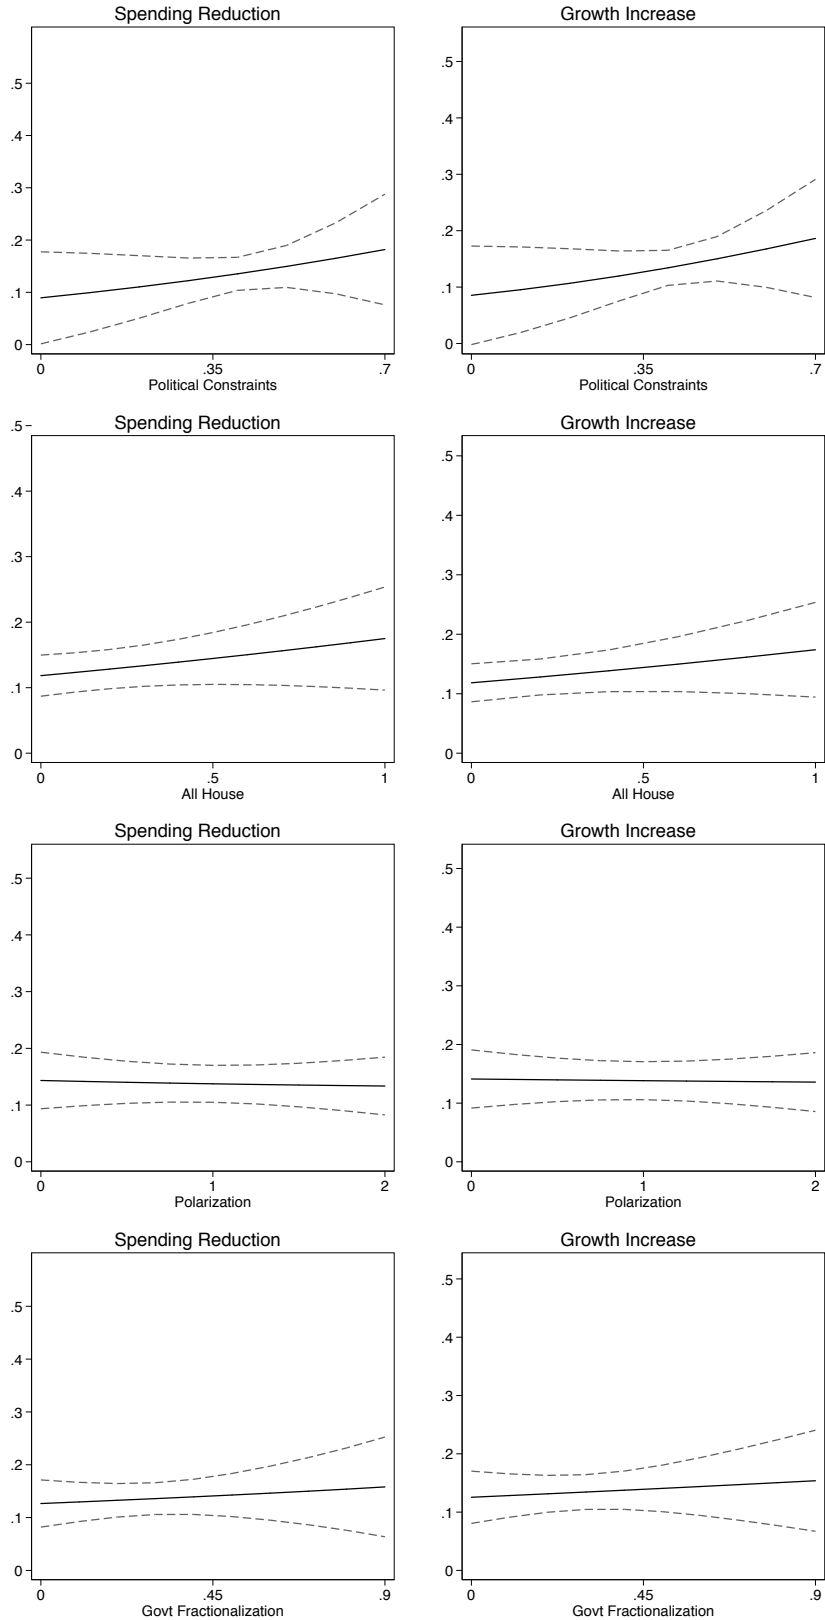 Spending Reduction
.5
.4
.3
.2
.1
0
0 .35 .7
Political Constraints
Growth Increase
.5
.4
.3
.2
.1
0
0 .35 .7
Political Constraints
Spending Reduction
.5
.4
.3
.2
.1
0
0 .5 1
All House
Growth Increase
.5
.4
.3
.2
.1
0
0 .5 1
All House
Spending Reduction
.5
.4
.3
.2
.1
0
0 1 2
Polarization
Growth Increase
.5
.4
.3
.2
.1
0
0 1 2
Polarization
Spending Reduction
.5
.4
.3
.2
.1
0
0 .45 .9
Govt Fractionalization
Growth Increase
.5
.4
.3
.2
.1
0
0 .45 .9
Govt Fractionalization